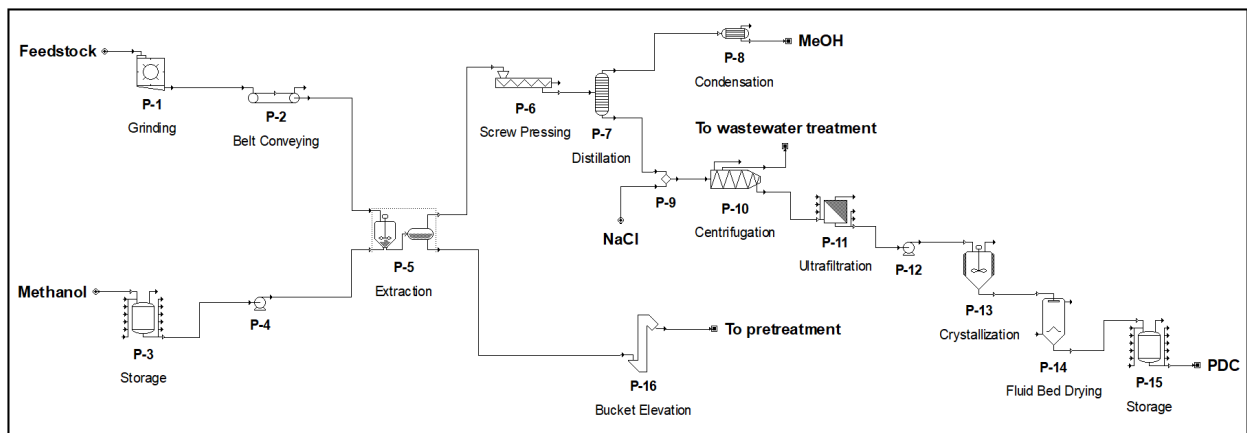 Feedstock
P-1
Grinding
P-2
Belt Conveying
Methanol
P-3
Storage
P-4
P-5
Extraction
P-6
Screw Pressing
P-7
Distillation
P-8
Condensation
MeOH
P-9
NaCl
To wastewater treatment
P-10
Centrifugation
P-11
Ultrafiltration
P-12
P-13
Crystallization
P-14
Fluid Bed Drying
P-15
Storage
PDC
To pretreatment
P-16
Bucket Elevation